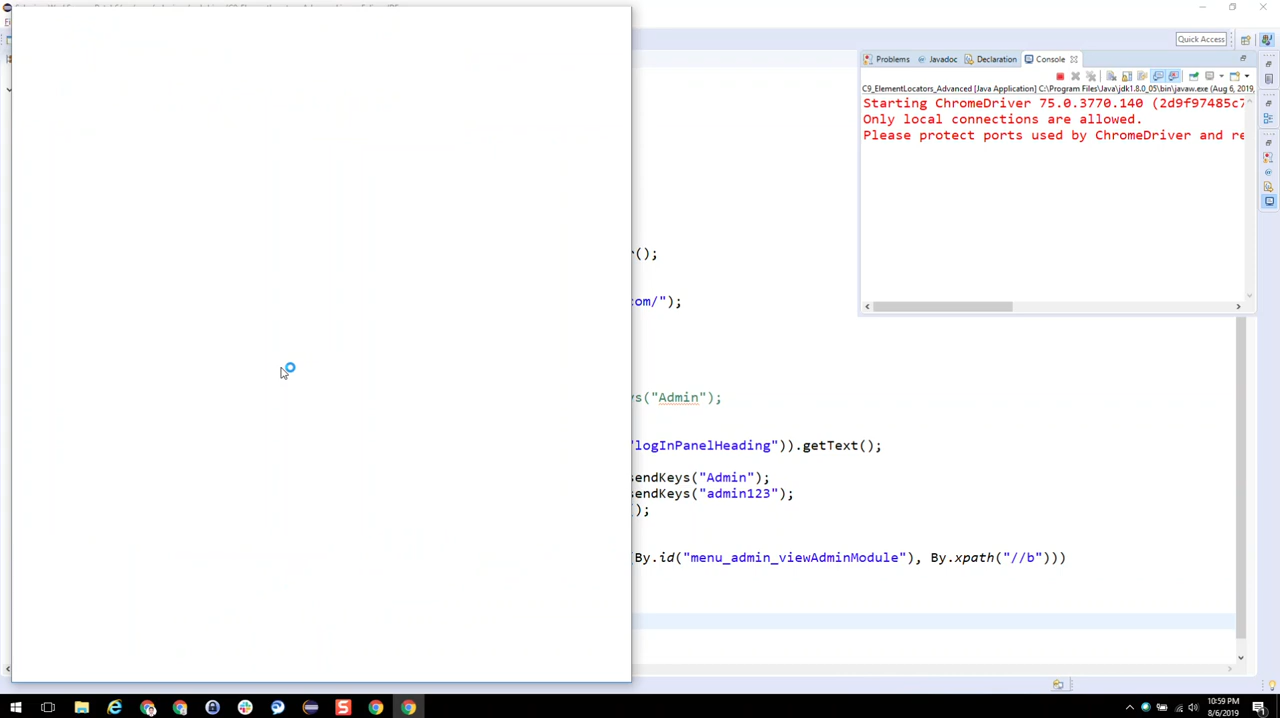 Quick Access
Problems Javadoc Declaration Console
C9_ElementLocators_Advanced [Java Application] C:\Program Files\Java\jdk1.8.0_05\bin\javaw.exe (Aug 6, 2019,
Starting ChromeDriver 75.0.3770.140 (2d9f97485c7
Only local connections are allowed.
Please protect ports used by ChromeDriver and re
r();
com/");
ys("Admin");
"logInPanelHeading")).getText();
sendKeys("Admin");
sendKeys("admin123");
();
(By.id("menu_admin_viewAdminModule"), By.xpath("//b")))
10:59 PM
8/6/2019